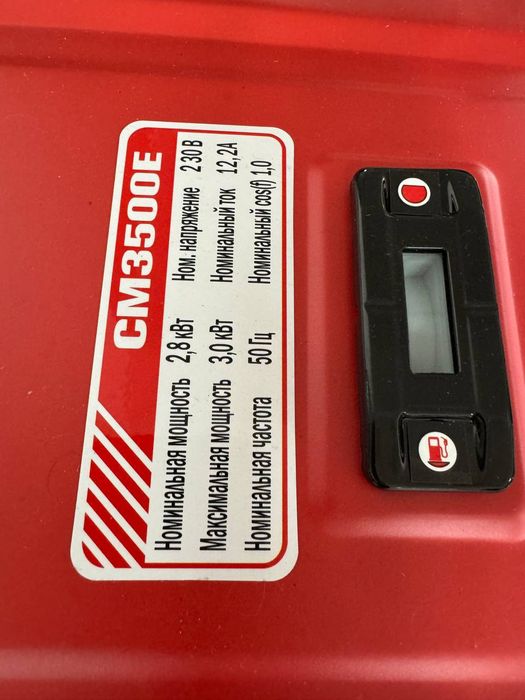 CM3500E
Номинальная мощность 2,8 кВт Ном. напряжение 230 В
Максимальная мощность 3,0 кВт Номинальный ток 12,2А
Номинальная частота 50 Гц Номинальный cos(f) 1,0